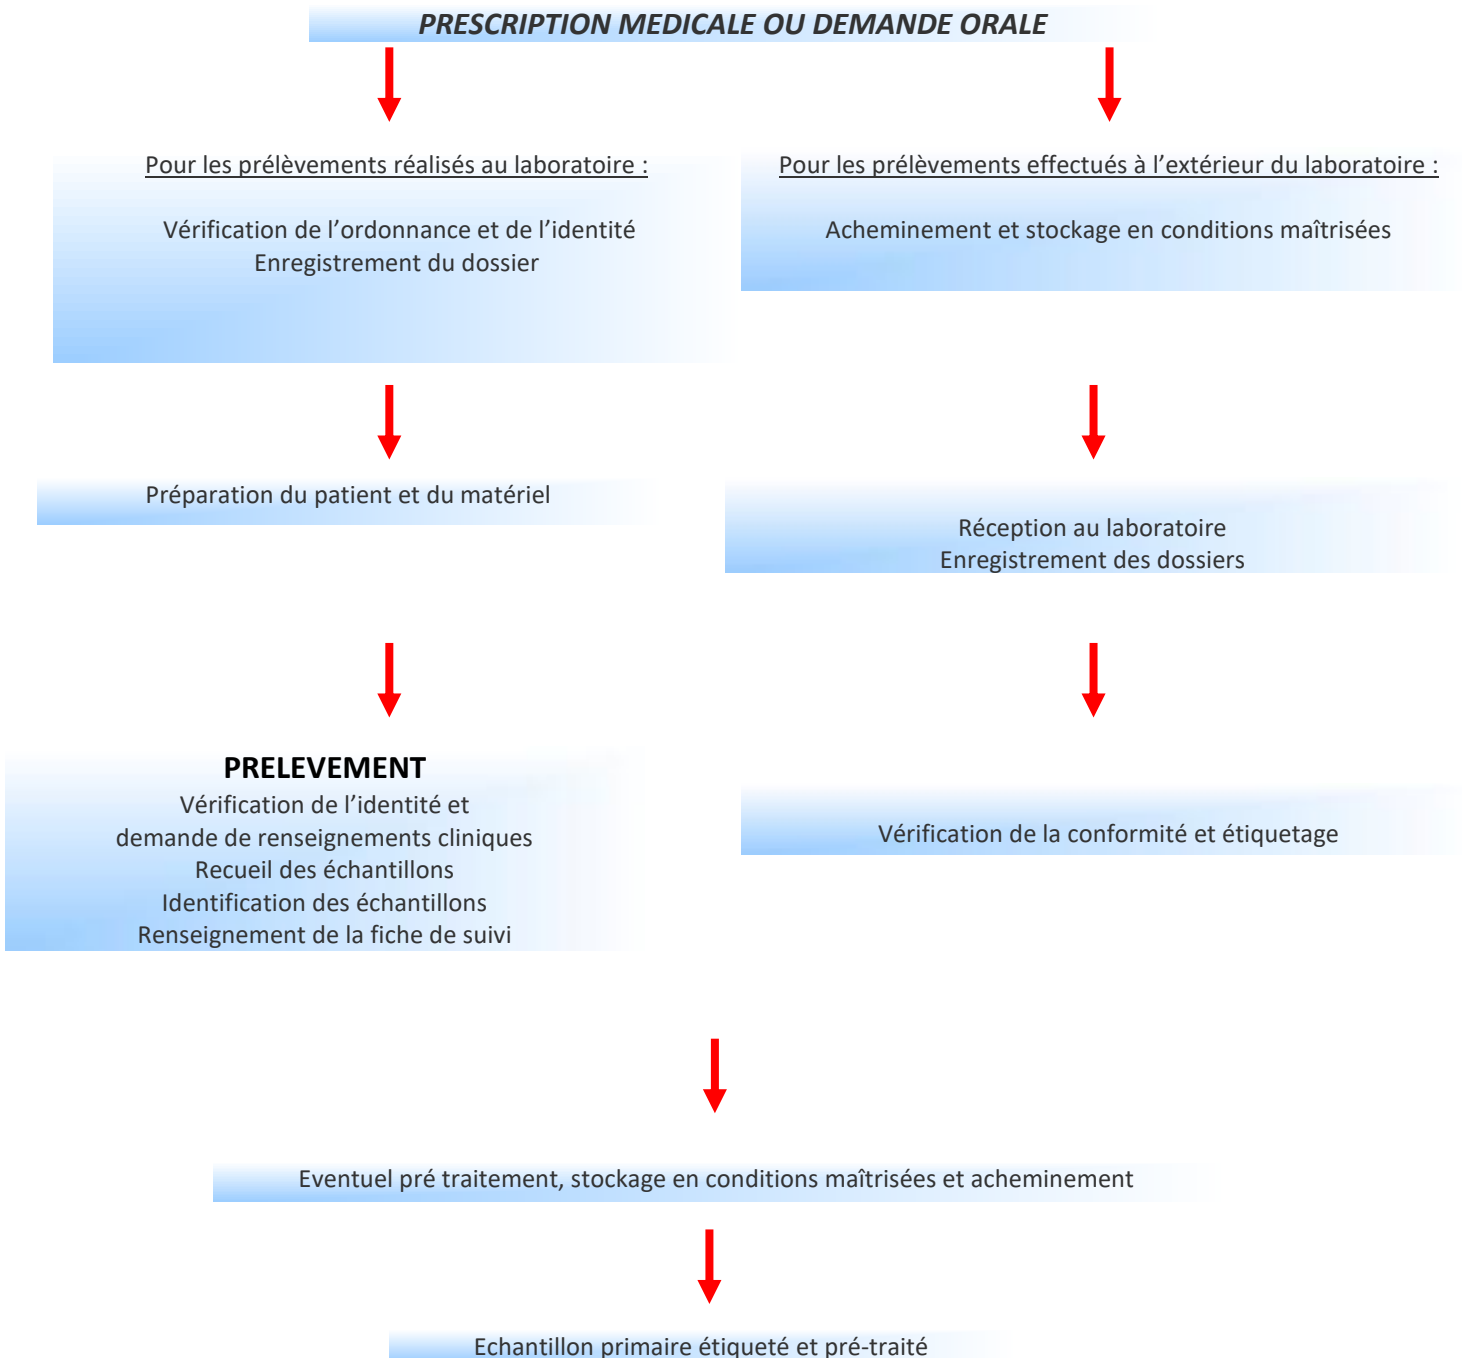 PRESCRIPTION MEDICALE OU DEMANDE ORALE
Pour les prélèvements réalisés au laboratoire :
Vérification de l’ordonnance et de l’identité
Enregistrement du dossier
Pour les prélèvements effectués à l’extérieur du laboratoire :
Acheminement et stockage en conditions maîtrisées
Préparation du patient et du matériel
Réception au laboratoire
Enregistrement des dossiers
PRELEVEMENT
Vérification de l’identité et
demande de renseignements cliniques
Recueil des échantillons
Identification des échantillons
Renseignement de la fiche de suivi
Vérification de la conformité et étiquetage
Eventuel pré traitement, stockage en conditions maîtrisées et acheminement
Echantillon primaire étiqueté et pré-traité